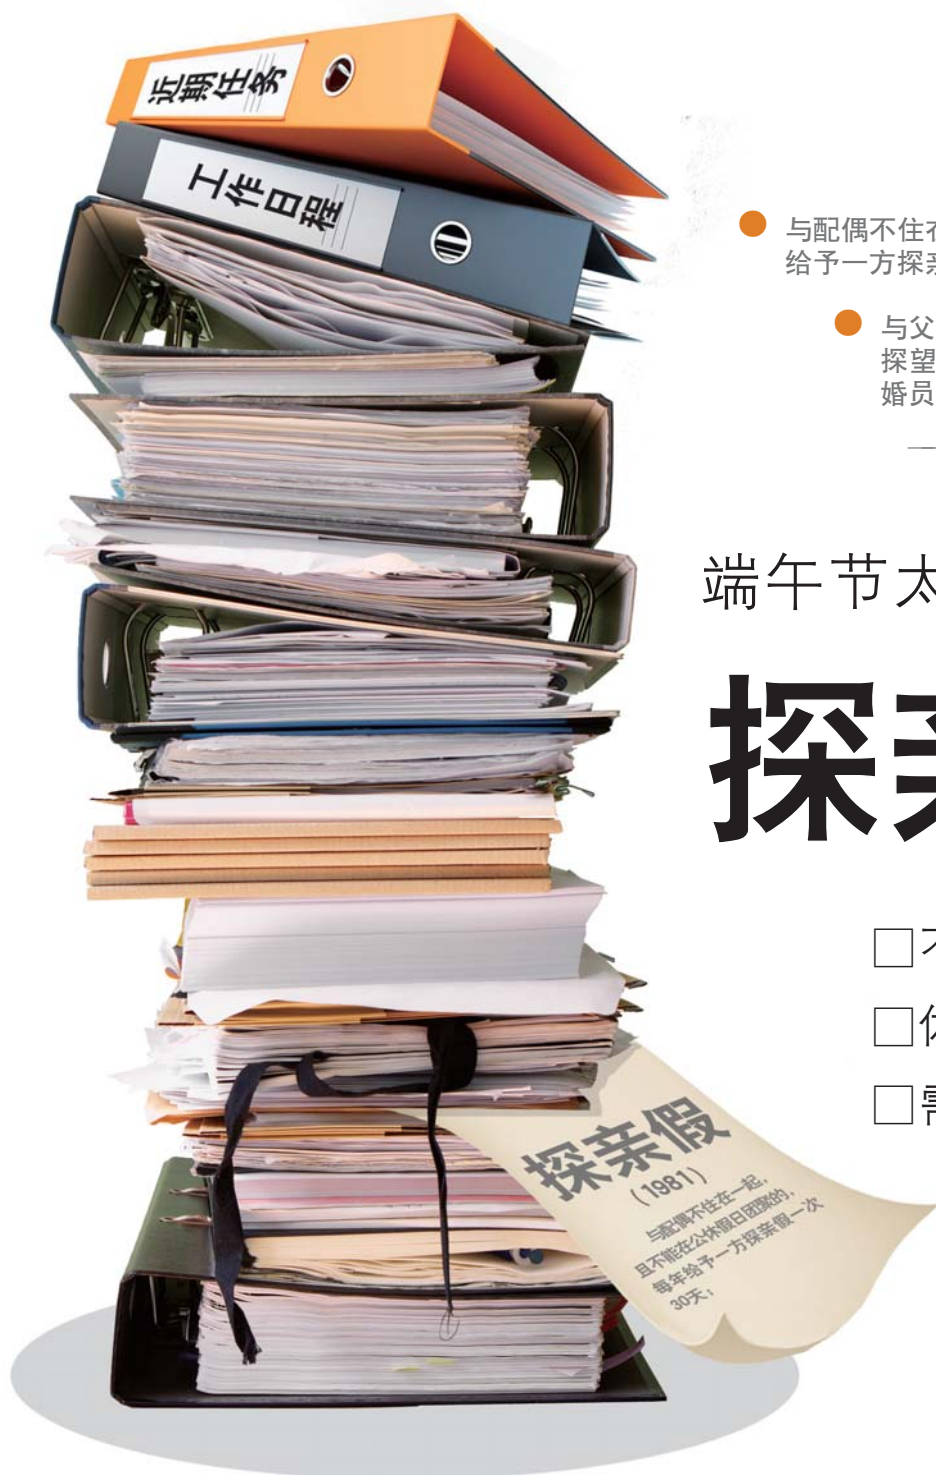 近期任务
工作日程
与配偶不住在
给予一方探亲
与父
探望
婚员
端午节太
探亲
□不
□休
□需
探亲假
（1981）
与配偶不住在一起，
且不能在公休假日团聚的，
每年给予一方探亲假一次
30天；